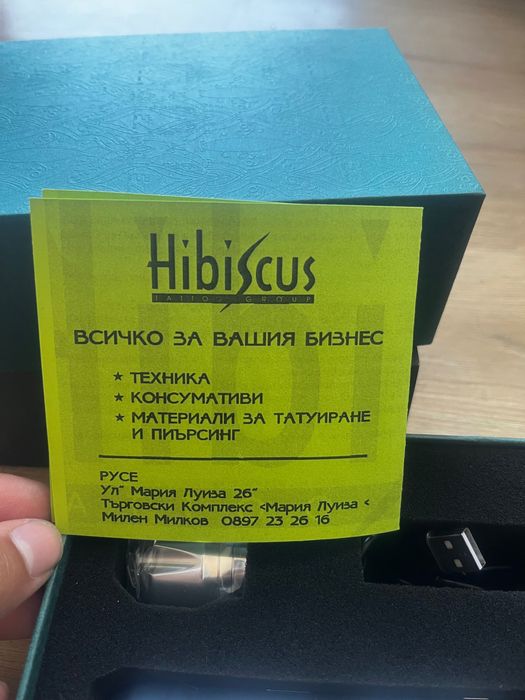 Hibiscus
TATTOO GROUP
ВСИЧКО ЗА ВАШИЯ БИЗНЕС
★ ТЕХНИКА
★ КОНСУМАТИВИ
★ МАТЕРИАЛИ ЗА ТАТУИРАНЕ
И ПИЪРСИНГ
РУСЕ
Ул" Мария Луиза 26"
Търговски Комплекс <Мария Луиза <
Милен Милков 0897 23 26 16